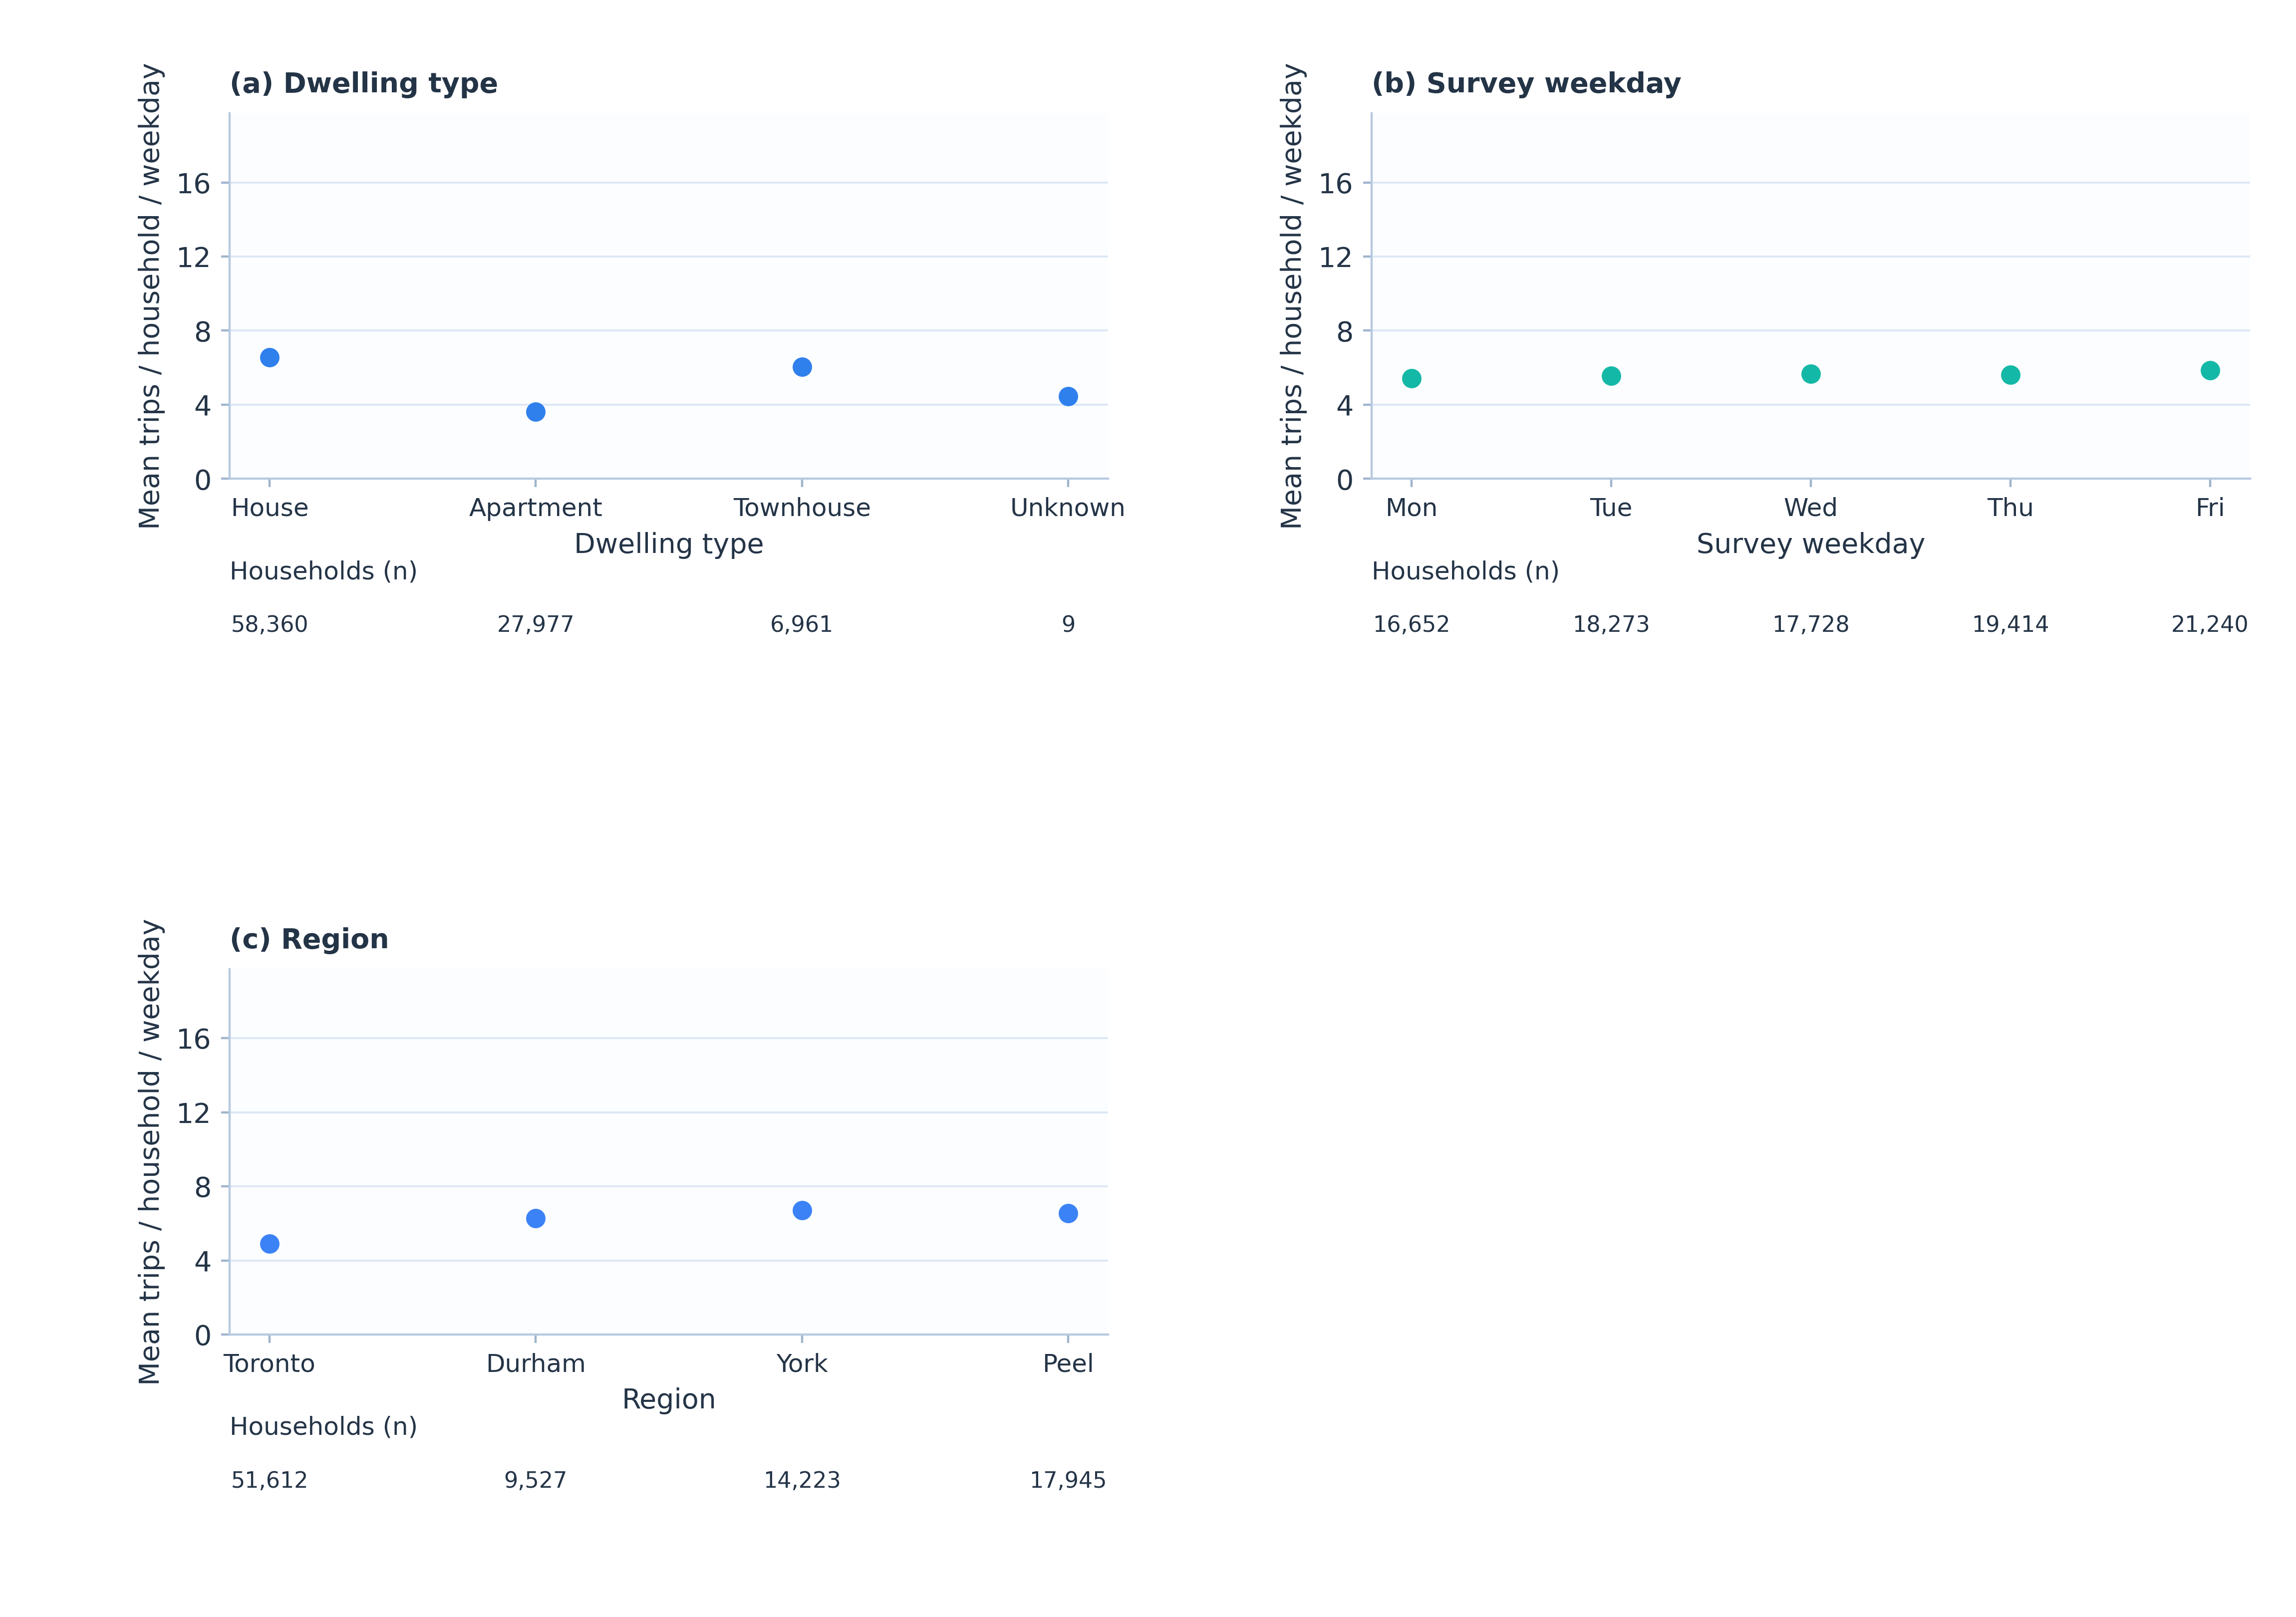 (a) Dwelling type
Mean trips / household / weekday
16
12
8
4
0
House Apartment Townhouse Unknown
Dwelling type
Households (n)
58,360 27,977 6,961 9
(b) Survey weekday
Mean trips / household / weekday
16
12
8
4
0
Mon Tue Wed Thu Fri
Survey weekday
Households (n)
16,652 18,273 17,728 19,414 21,240
(c) Region
Mean trips / household / weekday
16
12
8
4
0
Toronto Durham York Peel
Region
Households (n)
51,612 9,527 14,223 17,945